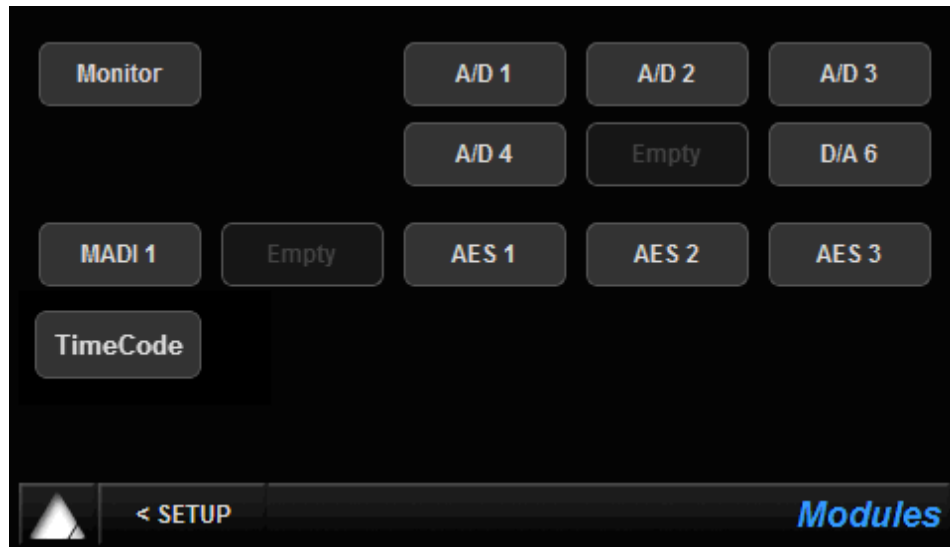 Monitor A/D 1 A/D 2 A/D 3
A/D 4 Empty D/A 6
MADI 1 Empty AES 1 AES 2 AES 3
TimeCode
< SETUP Modules